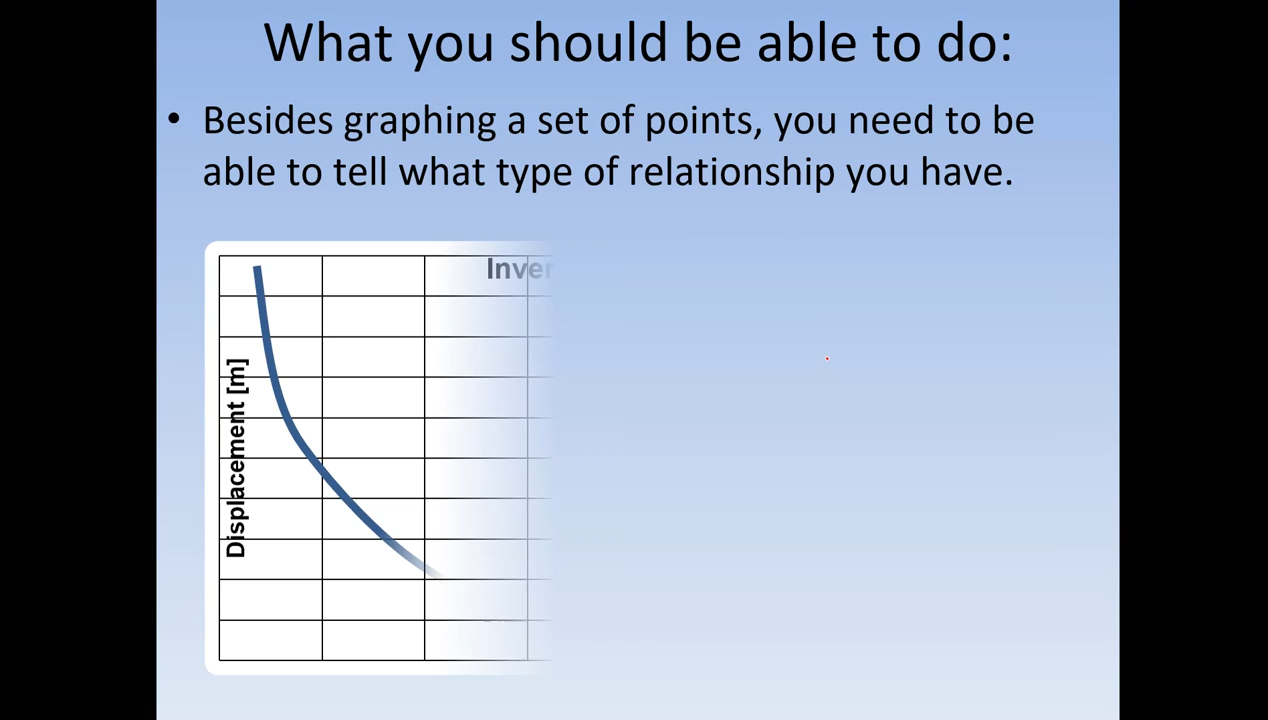 What you should be able to do:
• Besides graphing a set of points, you need to be
able to tell what type of relationship you have.
Displacement [m]